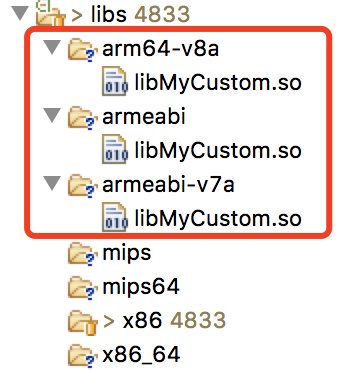 > libs 4833
arm64-v8a
libMyCustom.so
armeabi
libMyCustom.so
armeabi-v7a
libMyCustom.so
mips
mips64
> x86 4833
x86_64